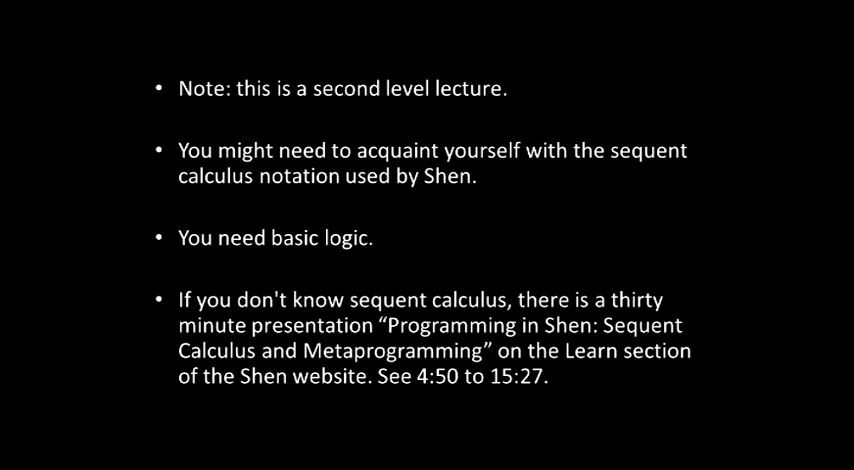 • Note: this is a second level lecture.
• You might need to acquaint yourself with the sequent
calculus notation used by Shen.
• You need basic logic.
• If you don't know sequent calculus, there is a thirty
minute presentation “Programming in Shen: Sequent
Calculus and Metaprogramming” on the Learn section
of the Shen website. See 4:50 to 15:27.